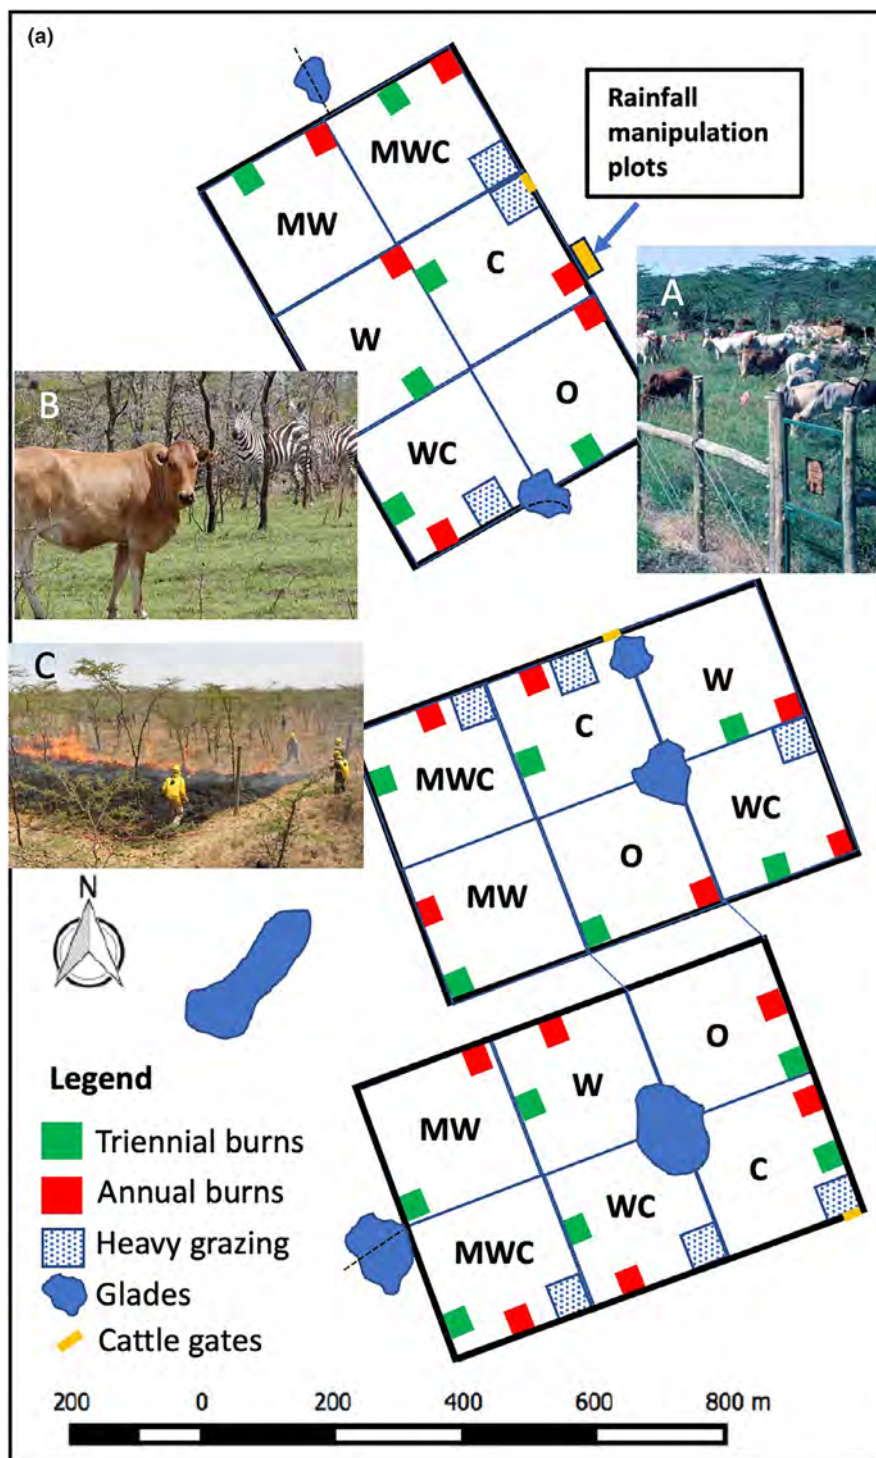 (a)
Rainfall
manipulation
plots
MWC
MW
C
A
W
O
B
WC
C
W
C
MWC
WC
O
MW
N
O
W
Legend
MW
Triennial burns
C
Annual burns
WC
Heavy grazing
MWC
Glades
Cattle gates
200 0 200 400 600 800 m